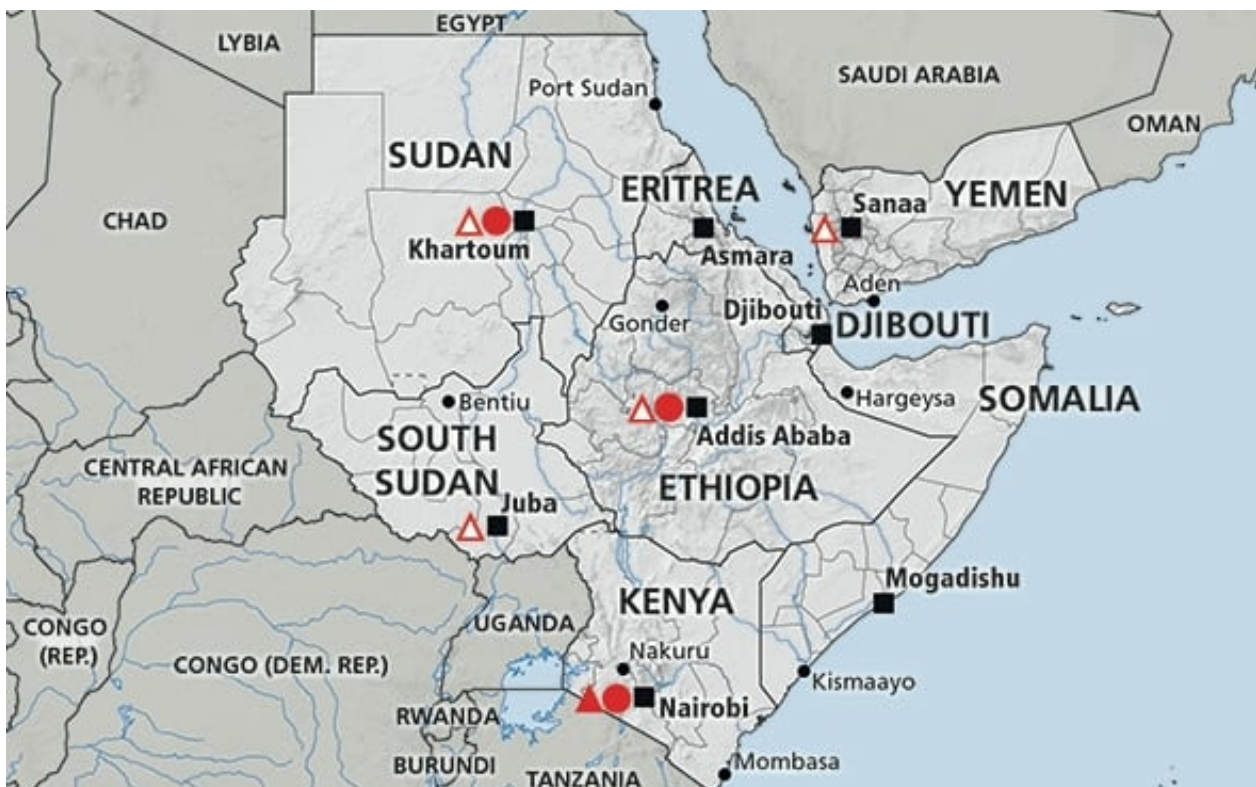 EGYPT
LYBIA
SAUDI ARABIA
Port Sudan
OMAN
SUDAN
ERITREA
YEMEN
Sanaa
CHAD
Khartoum
Asmara
Aden
Djibouti
Gonder
DJIBOUTI
Hargeysa
SOMALIA
Bentiu
Addis Ababa
SOUTH
SUDAN
CENTRAL AFRICAN
REPUBLIC
ETHIOPIA
Juba
Mogadishu
KENYA
UGANDA
CONGO
(REP.)
CONGO (DEM. REP.)
Nakuru
Kismaayo
Nairobi
RWANDA
BURUNDI
Mombasa
TANZANIA